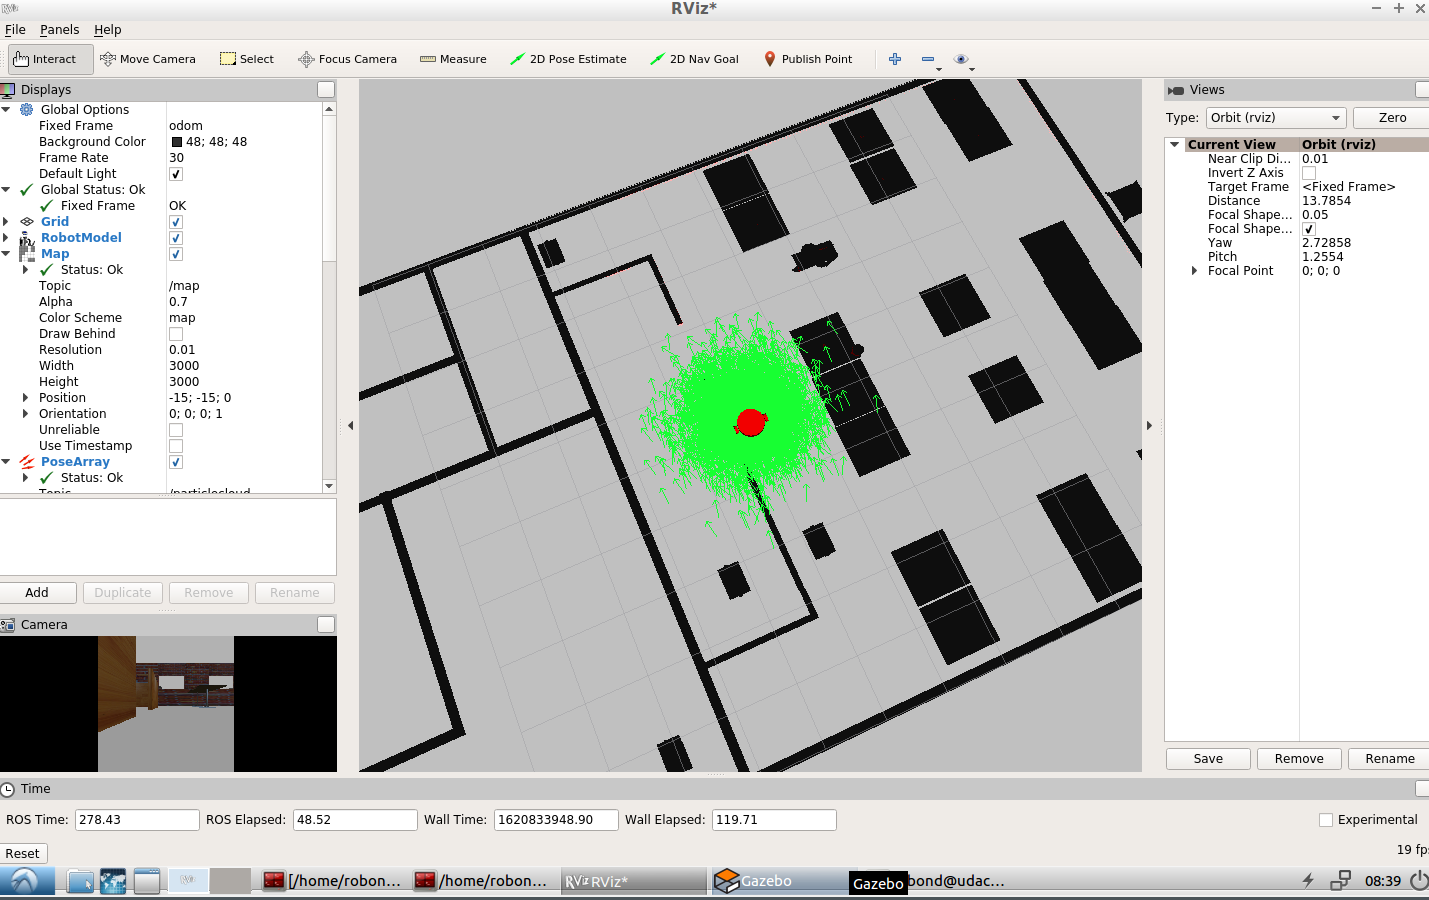 RViz*
File Panels Help
Interact Move Camera Select Focus Camera Measure 2D Pose Estimate 2D Nav Goal Publish Point
Displays
Global Options
Fixed Frame odom
Background Color 48; 48; 48
Frame Rate 30
Default Light
Global Status: Ok
Fixed Frame OK
Grid
RobotModel
Map
Status: Ok
Topic /map
Alpha 0.7
Color Scheme map
Draw Behind
Resolution 0.01
Width 3000
Height 3000
Position -15; -15; 0
Orientation 0; 0; 0; 1
Unreliable
Use Timestamp
PoseArray
Status: Ok
Topic /particlecloud
Add Duplicate Remove Rename
Camera
Views
Type: Orbit (rviz) Zero
Current View Orbit (rviz)
Near Clip Di... 0.01
Invert Z Axis
Target Frame <Fixed Frame>
Distance 13.7854
Focal Shape... 0.05
Focal Shape...
Yaw 2.72858
Pitch 1.2554
Focal Point 0; 0; 0
Save Remove Rename
Time
ROS Time: 278.43 ROS Elapsed: 48.52 Wall Time: 1620833948.90 Wall Elapsed: 119.71 Experimental
Reset 19 fps
[/home/robon... /home/robon... RViz RViz* Gazebo Gazebo bond@udac... 08:39